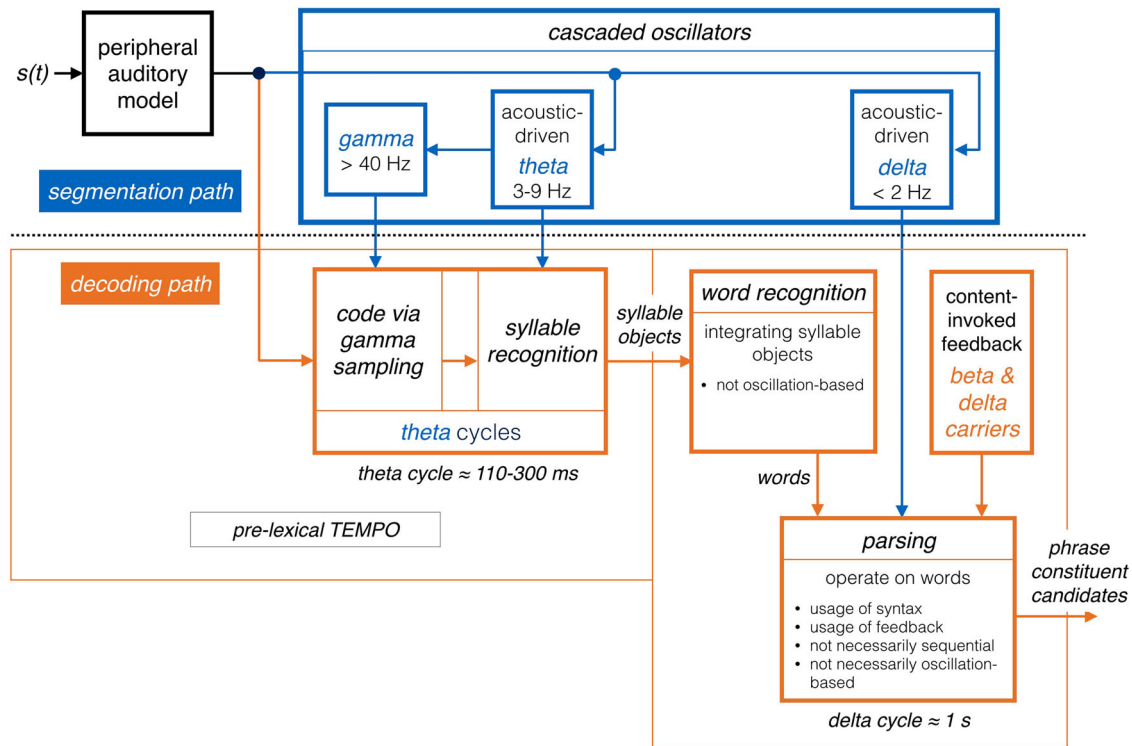 cascaded oscillators
s(t)
peripheral
auditory
model
gamma
> 40 Hz
acoustic-
driven
theta
3-9 Hz
acoustic-
driven
delta
< 2 Hz
segmentation path
decoding path
code via
gamma
sampling
syllable
recognition
theta cycles
theta cycle ≈ 110-300 ms
pre-lexical TEMPO
syllable
objects
word recognition
integrating syllable
objects
• not oscillation-based
content-
invoked
feedback
beta &
delta
carriers
words
parsing
operate on words
• usage of syntax
• usage of feedback
• not necessarily sequential
• not necessarily oscillation-
based
delta cycle ≈ 1 s
phrase
constituent
candidates